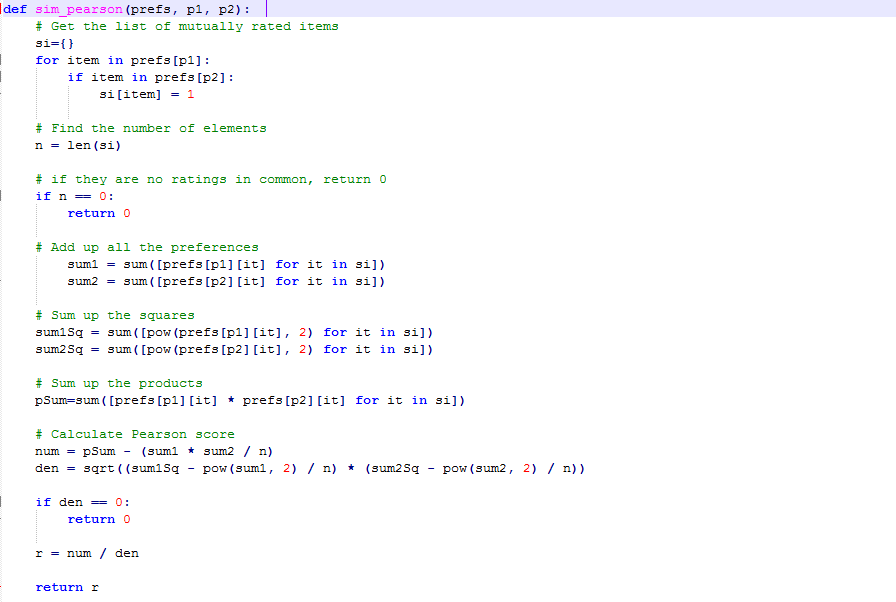 def sim_pearson(prefs, p1, p2):
    # Get the list of mutually rated items
    si={}
    for item in prefs[p1]:
        if item in prefs[p2]:
            si[item] = 1
    # Find the number of elements
    n = len(si)
    # if they are no ratings in common, return 0
    if n == 0:
        return 0
    # Add up all the preferences
        sum1 = sum([prefs[p1][it] for it in si])
        sum2 = sum([prefs[p2][it] for it in si])
    # Sum up the squares
    sum1Sq = sum([pow(prefs[p1][it], 2) for it in si])
    sum2Sq = sum([pow(prefs[p2][it], 2) for it in si])
    # Sum up the products
    pSum=sum([prefs[p1][it] * prefs[p2][it] for it in si])
    # Calculate Pearson score
    num = pSum - (sum1 * sum2 / n)
    den = sqrt((sum1Sq - pow(sum1, 2) / n) * (sum2Sq - pow(sum2, 2) / n))
    if den == 0:
        return 0
    r = num / den
    return r